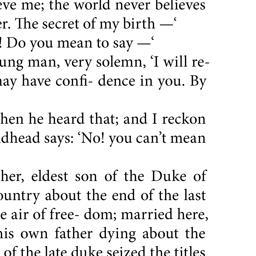 eve me; the world never believes
er. The secret of my birth —‘
! Do you mean to say —‘
ung man, very solemn, ‘I will re-
may have confi- dence in you. By
hen he heard that; and I reckon
dhead says: ‘No! you can’t mean
her, eldest son of the Duke of
ountry about the end of the last
e air of free- dom; married here,
his own father dying about the
of the late duke seized the titles